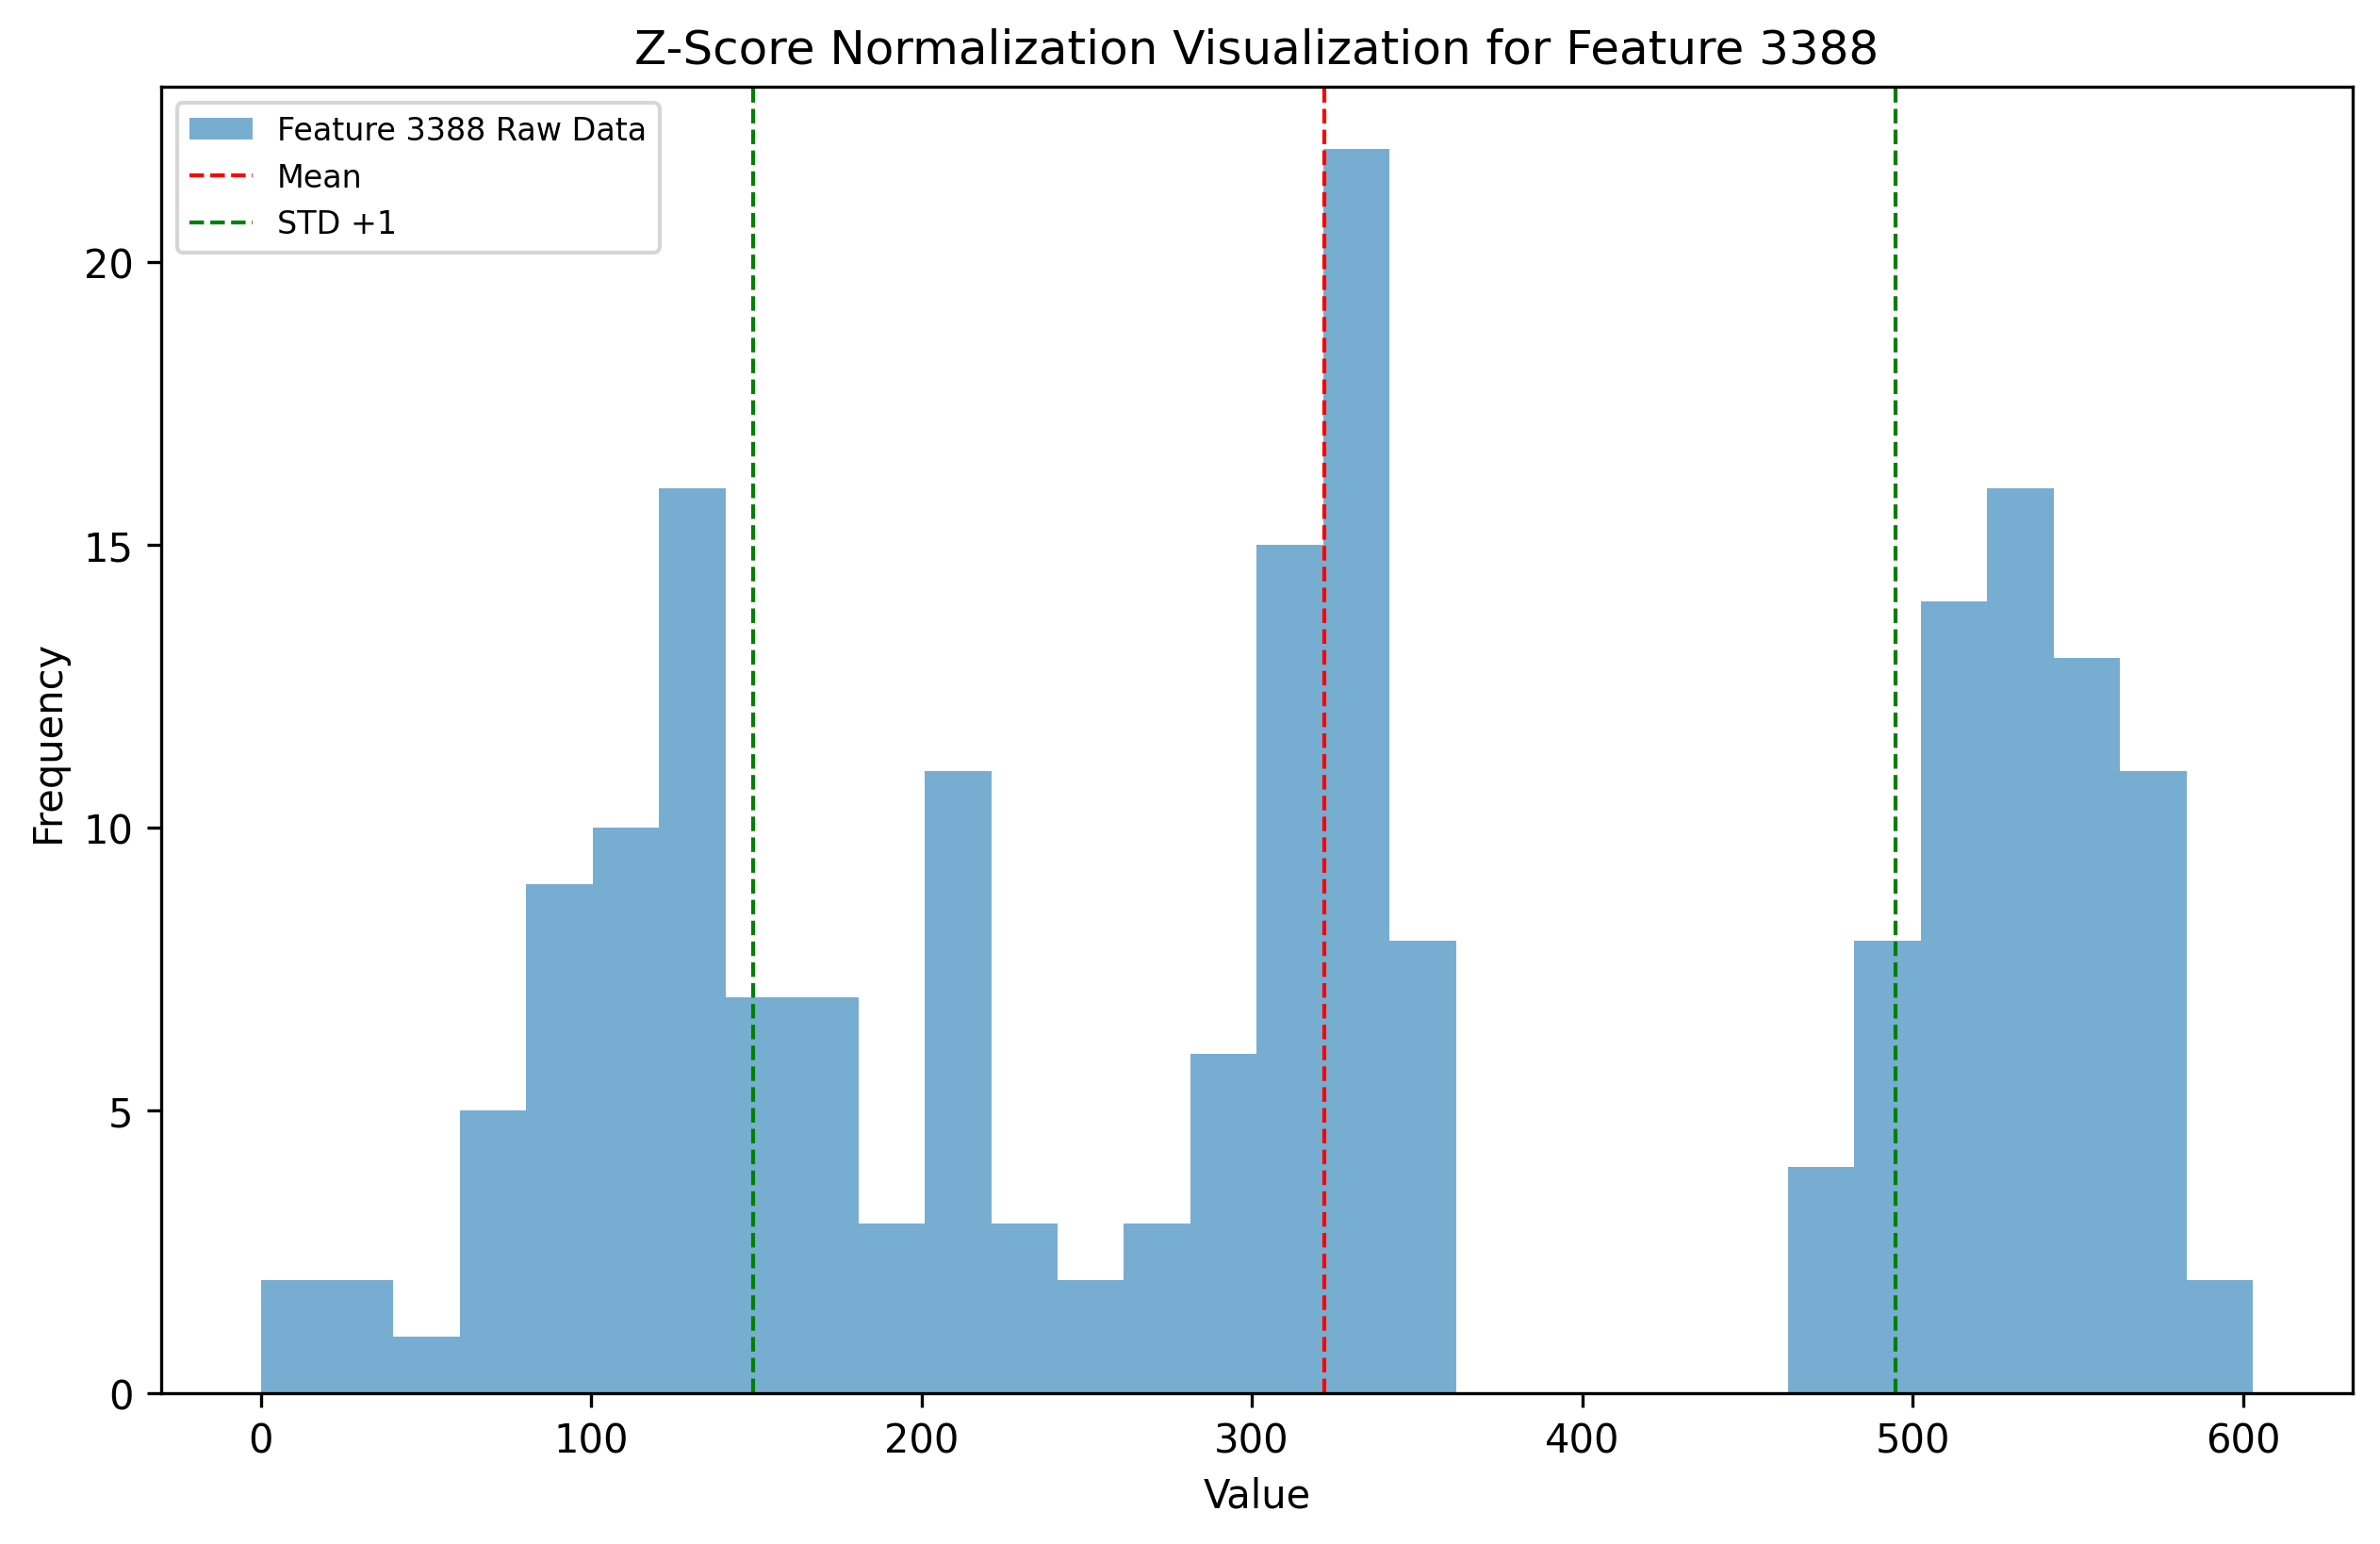 Z-Score Normalization Visualization for Feature 3388
Feature 3388 Raw Data
Mean
STD +1
Frequency
20
15
10
5
0
0 100 200 300 400 500 600
Value